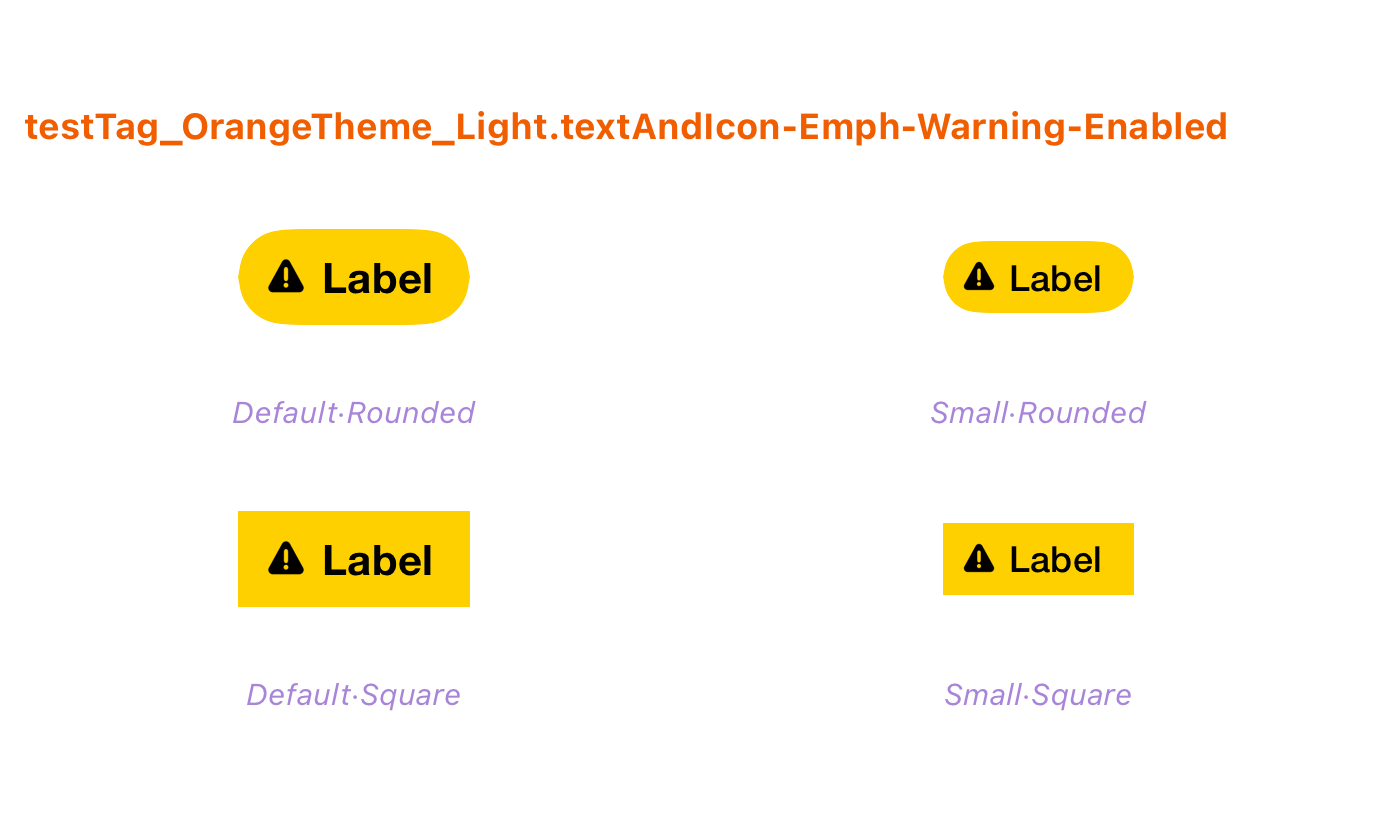 testTag_OrangeTheme_Light.textAndIcon-Emph-Warning-Enabled
Label
Label
Default·Rounded
Small·Rounded
Label
Label
Default·Square
Small·Square